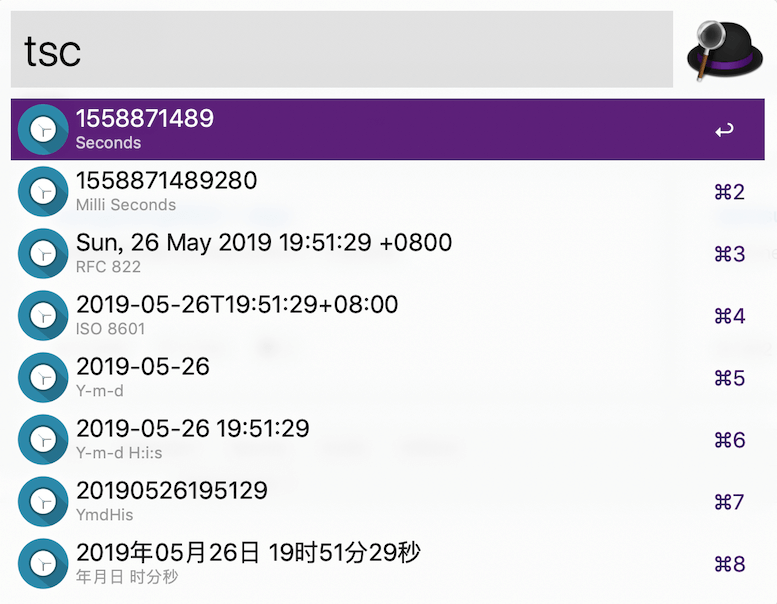 tsc
1558871489
Seconds
↩
1558871489280
Milli Seconds
⌘2
Sun, 26 May 2019 19:51:29 +0800
RFC 822
⌘3
2019-05-26T19:51:29+08:00
ISO 8601
⌘4
2019-05-26
Y-m-d
⌘5
2019-05-26 19:51:29
Y-m-d H:i:s
⌘6
20190526195129
YmdHis
⌘7
2019年05月26日 19时51分29秒
年月日 时分秒
⌘8